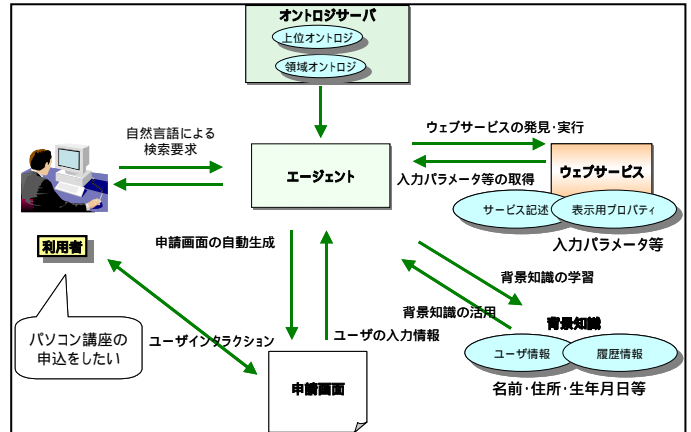 オントロジサーバ
上位オントロジ
領域オントロジ
自然言語による
検索要求
ウェブサービスの発見・実行
エージェント
入力パラメータ等の取得
ウェブサービス
サービス記述
表示用プロパティ
入力パラメータ等
利用者
申請画面の自動生成
背景知識の学習
背景知識の活用
背景知識
パソコン講座の
申込をしたい
ユーザインタラクション
ユーザの入力情報
ユーザ情報
履歴情報
申請画面
名前・住所・生年月日等